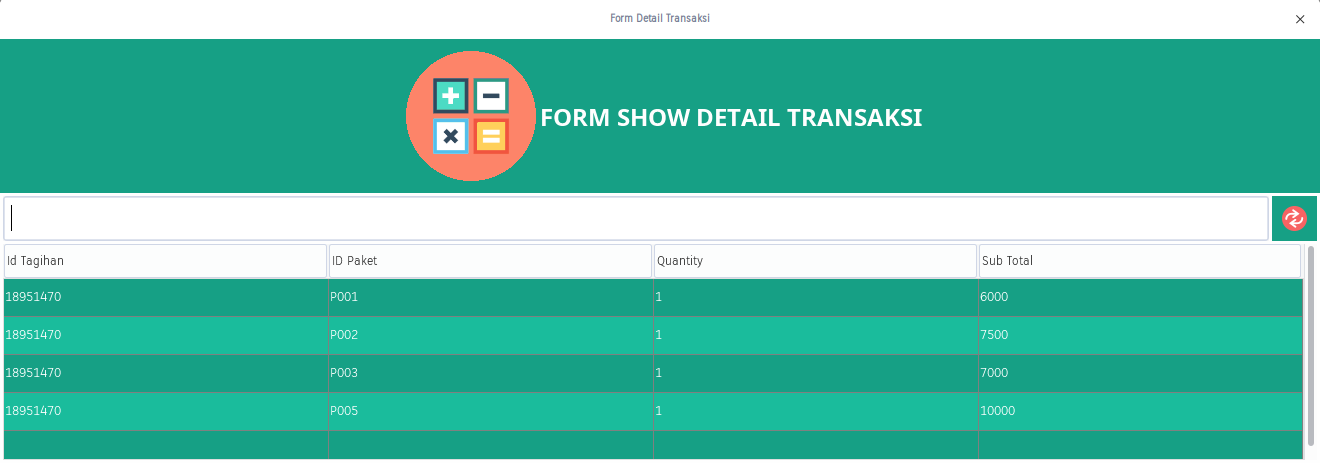 Form Detail Transaksi
FORM SHOW DETAIL TRANSAKSI
Id Tagihan ID Paket Quantity Sub Total
18951470 P001 1 6000
18951470 P002 1 7500
18951470 P003 1 7000
18951470 P005 1 10000